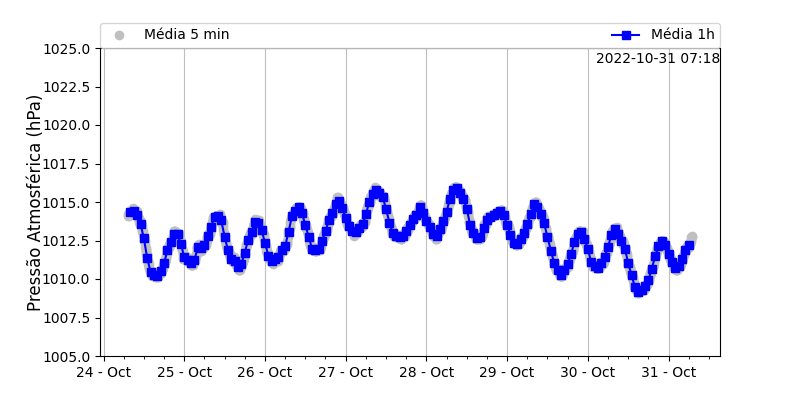 Média 5 min
Média 1h
2022-10-31 07:18
Pressão Atmosférica (hPa)
1025.0
1022.5
1020.0
1017.5
1015.0
1012.5
1010.0
1007.5
1005.0
24 - Oct
25 - Oct
26 - Oct
27 - Oct
28 - Oct
29 - Oct
30 - Oct
31 - Oct